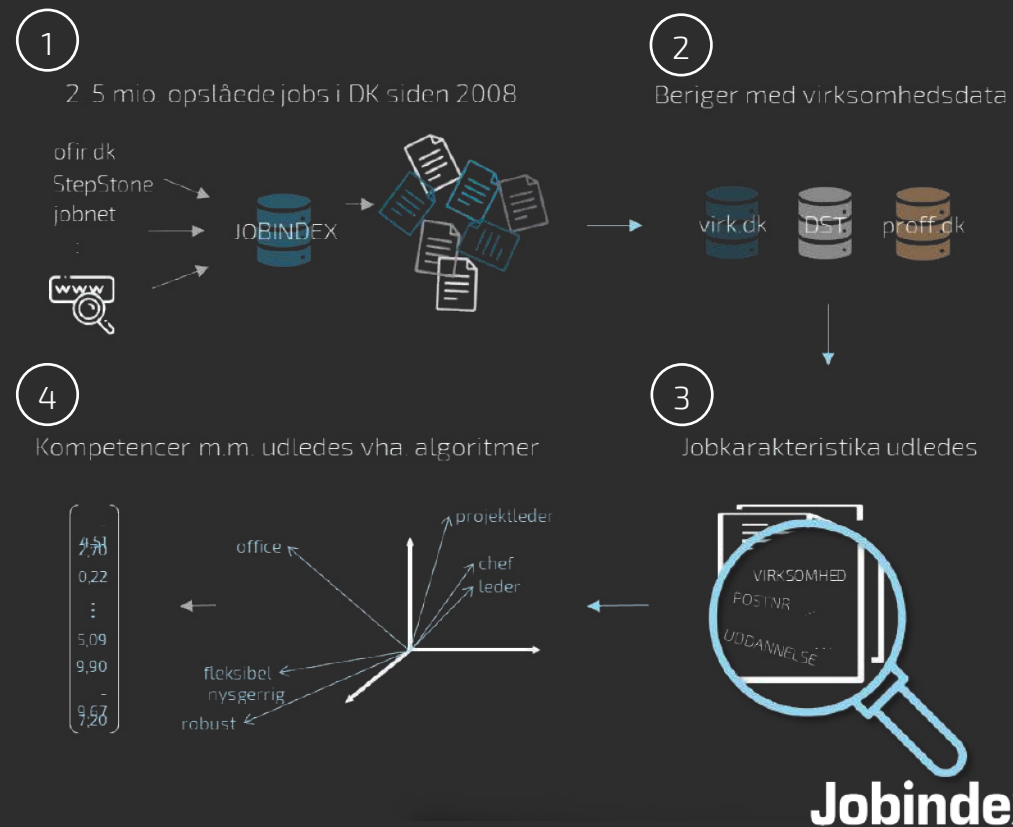 1
2 5 mio. opslåede jobs i DK siden 2008
ofir.dk
StepStone
jobnet
:
www
JOBINDEX
2
Beriger med virksomhedsdata
virk.dk
DST
proff.dk
3
Jobkarakteristika udledes
VIRKSOMHED
POSTNR ...
UDDANNELSE ...
4
Kompetencer m.m. udledes vha. algoritmer
projektleder
office
chef
leder
fleksibel
nysgerrig
robust
2,70
0,22
⋮
5,09
9,90
7,20
Jobinde